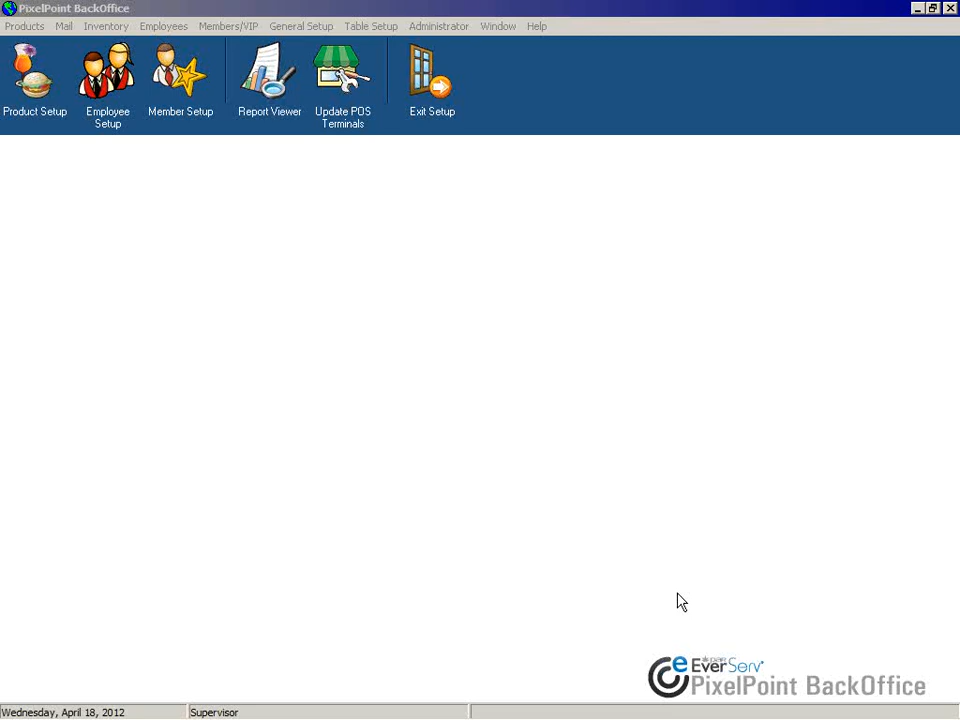 PixelPoint BackOffice
Products Mail Inventory Employees Members/VIP General Setup Table Setup Administrator Window Help
Product Setup Employee Setup Member Setup Report Viewer Update POS Terminals Exit Setup
EverServ
PixelPoint BackOffice
Wednesday, April 18, 2012 Supervisor